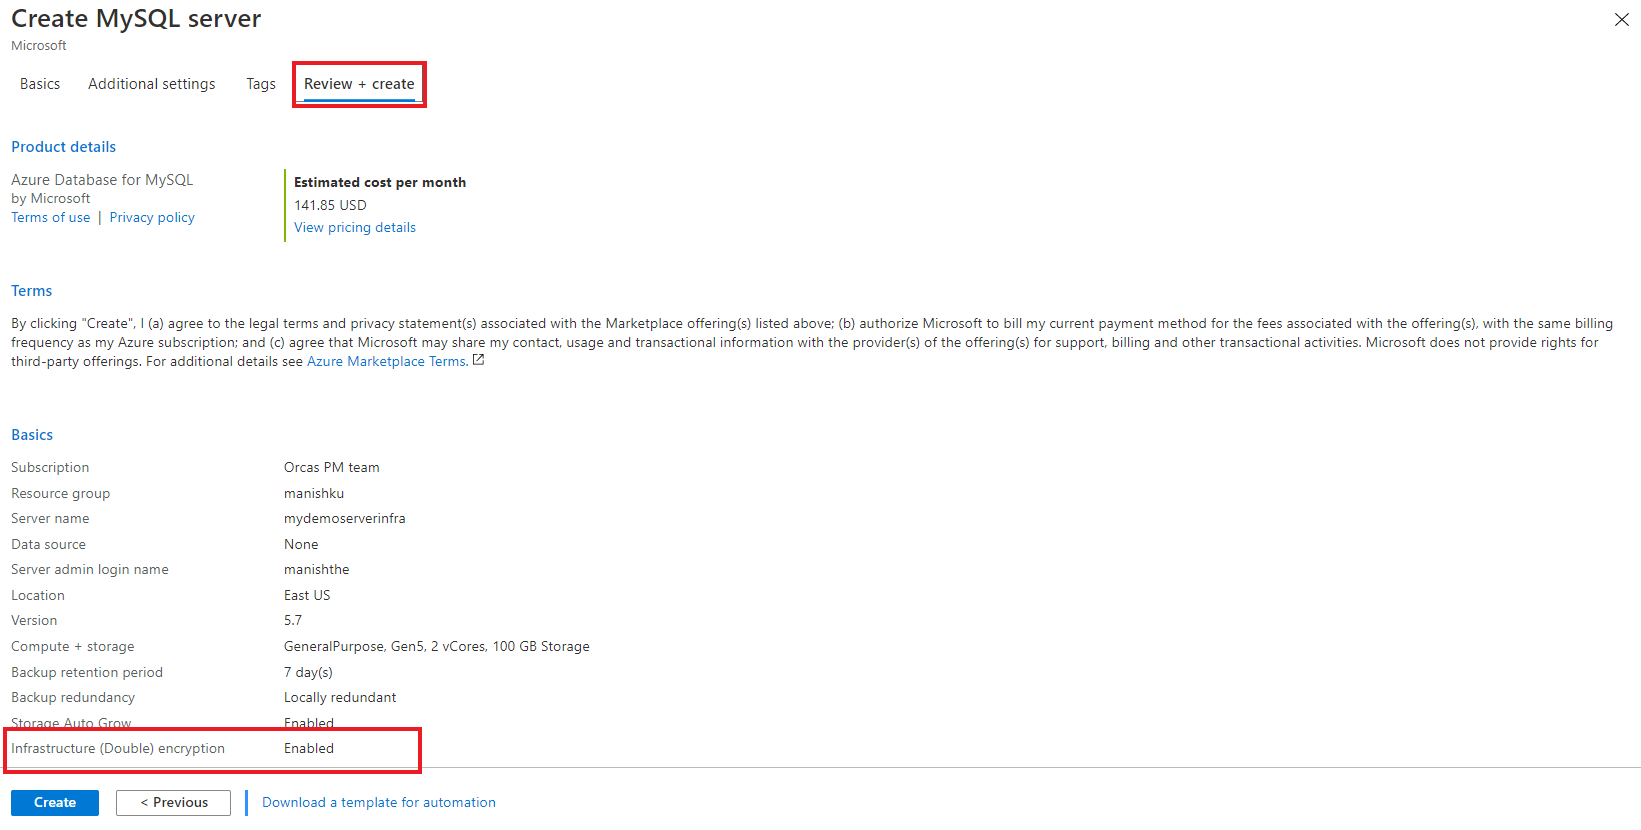 Create MySQL server
Microsoft
Basics Additional settings Tags Review + create
Product details
Azure Database for MySQL
by Microsoft
Terms of use | Privacy policy
Estimated cost per month
141.85 USD
View pricing details
Terms
By clicking "Create", I (a) agree to the legal terms and privacy statement(s) associated with the Marketplace offering(s) listed above; (b) authorize Microsoft to bill my current payment method for the fees associated with the offering(s), with the same billing
frequency as my Azure subscription; and (c) agree that Microsoft may share my contact, usage and transactional information with the provider(s) of the offering(s) for support, billing and other transactional activities. Microsoft does not provide rights for
third-party offerings. For additional details see Azure Marketplace Terms.
Basics
Subscription Orcas PM team
Resource group manishku
Server name mydemoserverinfra
Data source None
Server admin login name manishthe
Location East US
Version 5.7
Compute + storage GeneralPurpose, Gen5, 2 vCores, 100 GB Storage
Backup retention period 7 day(s)
Backup redundancy Locally redundant
Storage Auto Grow Enabled
Infrastructure (Double) encryption Enabled
Create < Previous Download a template for automation